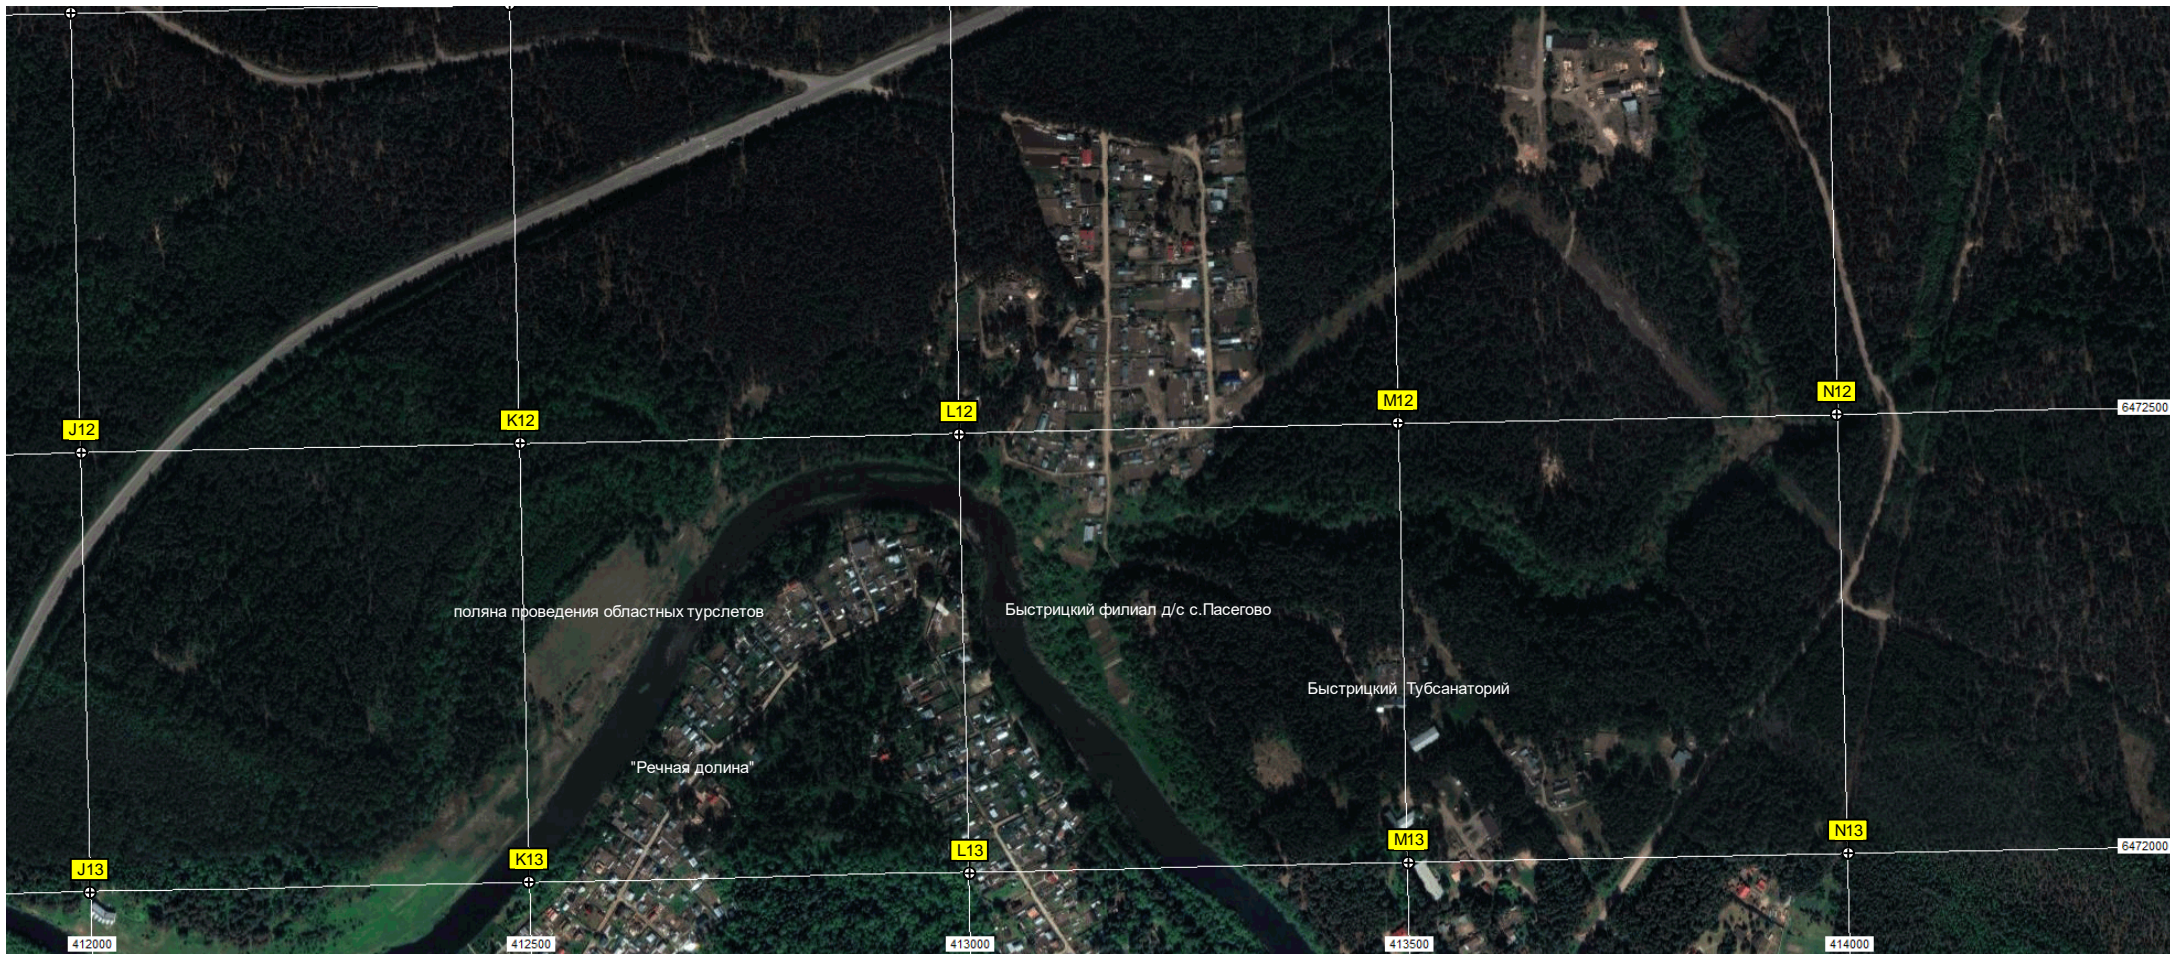 N12
M12
6472500
L12
K12
J12
Быстрицкий филиал д/с с.Пасегово
поляна проведения областных турслетов
Быстрицкий Тубсанаторий
"Речная долина"
N13
M13
6472000
L13
K13
J13
412000
412500
413000
413500
414000